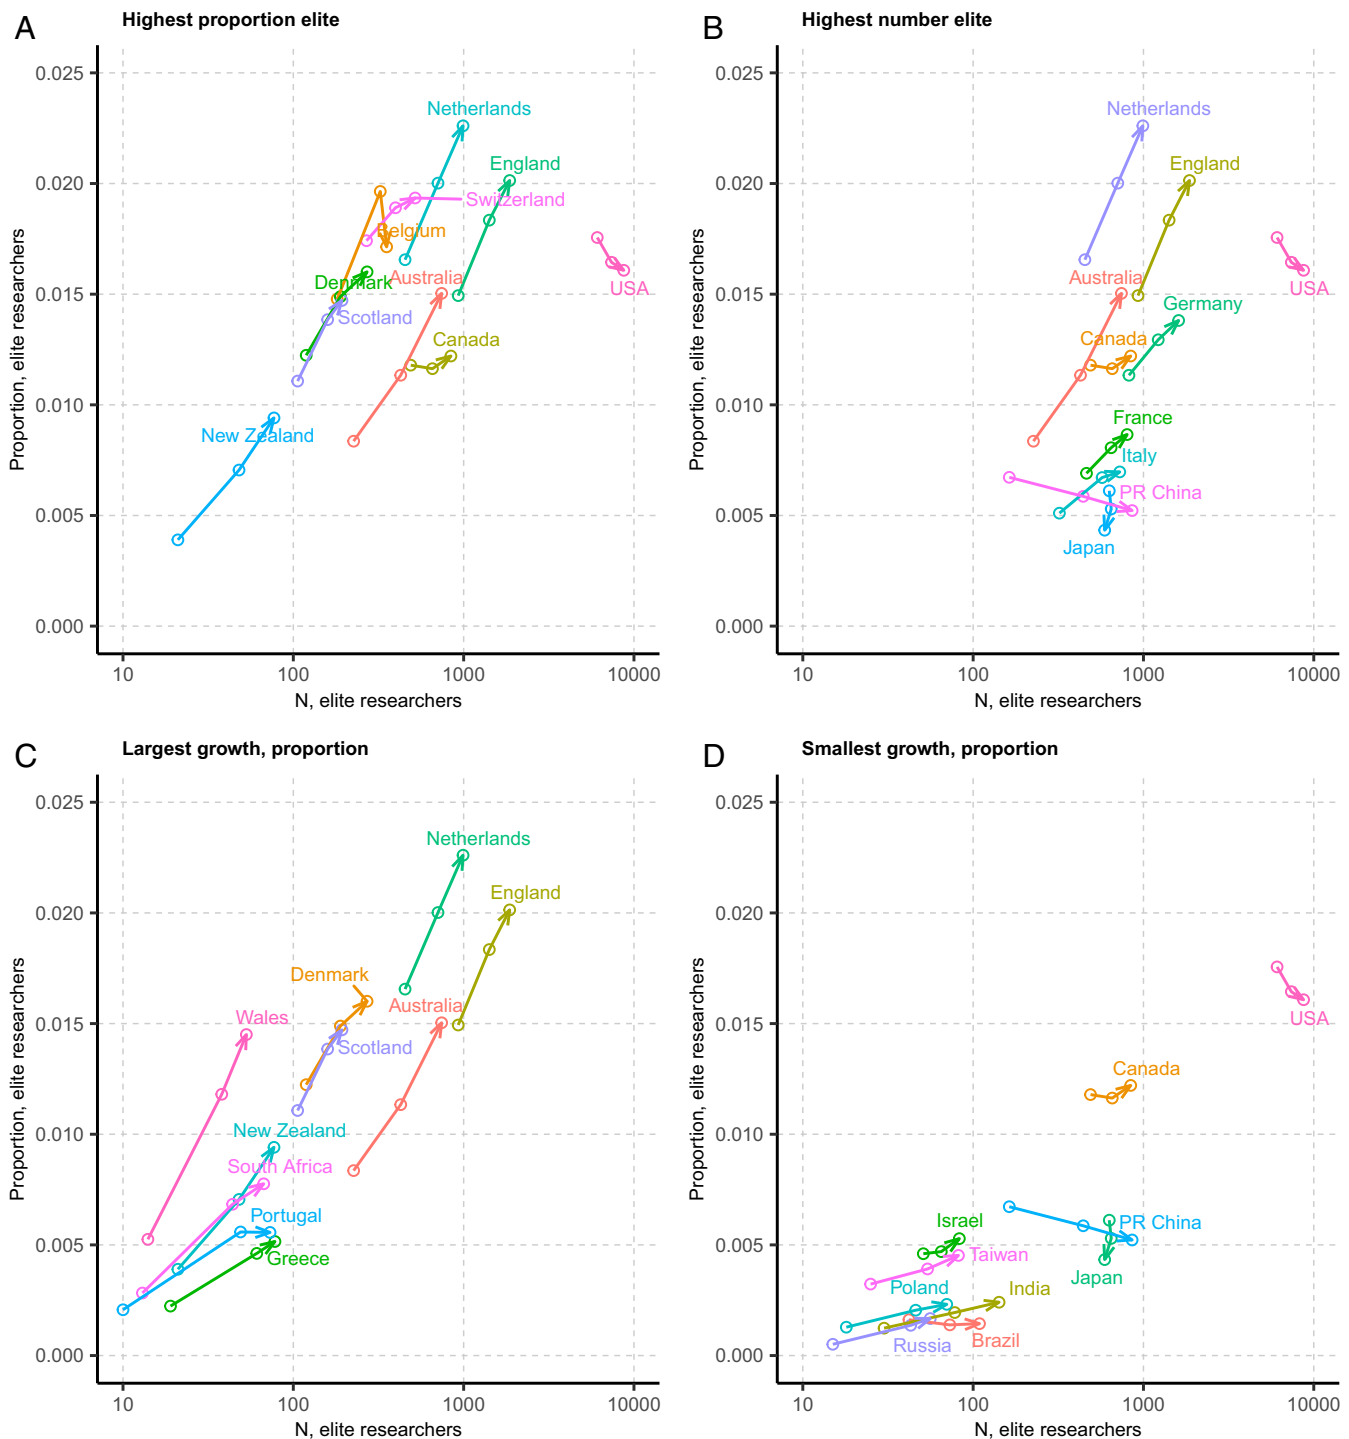 A
Highest proportion elite
Proportion, elite researchers
0.025
0.020
0.015
0.010
0.005
0.000
Netherlands
England
Switzerland
Belgium
Denmark
Australia
USA
Scotland
Canada
New Zealand
10
100
1000
10000
N, elite researchers
B
Highest number elite
Proportion, elite researchers
0.025
0.020
0.015
0.010
0.005
0.000
Netherlands
England
Australia
USA
Germany
Canada
France
Italy
PR China
Japan
10
100
1000
10000
N, elite researchers
C
Largest growth, proportion
Proportion, elite researchers
0.025
0.020
0.015
0.010
0.005
0.000
Netherlands
England
Denmark
Australia
Wales
Scotland
New Zealand
South Africa
Portugal
Greece
10
100
1000
10000
N, elite researchers
D
Smallest growth, proportion
Proportion, elite researchers
0.025
0.020
0.015
0.010
0.005
0.000
USA
Canada
Israel
PR China
Taiwan
Japan
Poland
India
Russia
Brazil
10
100
1000
10000
N, elite researchers